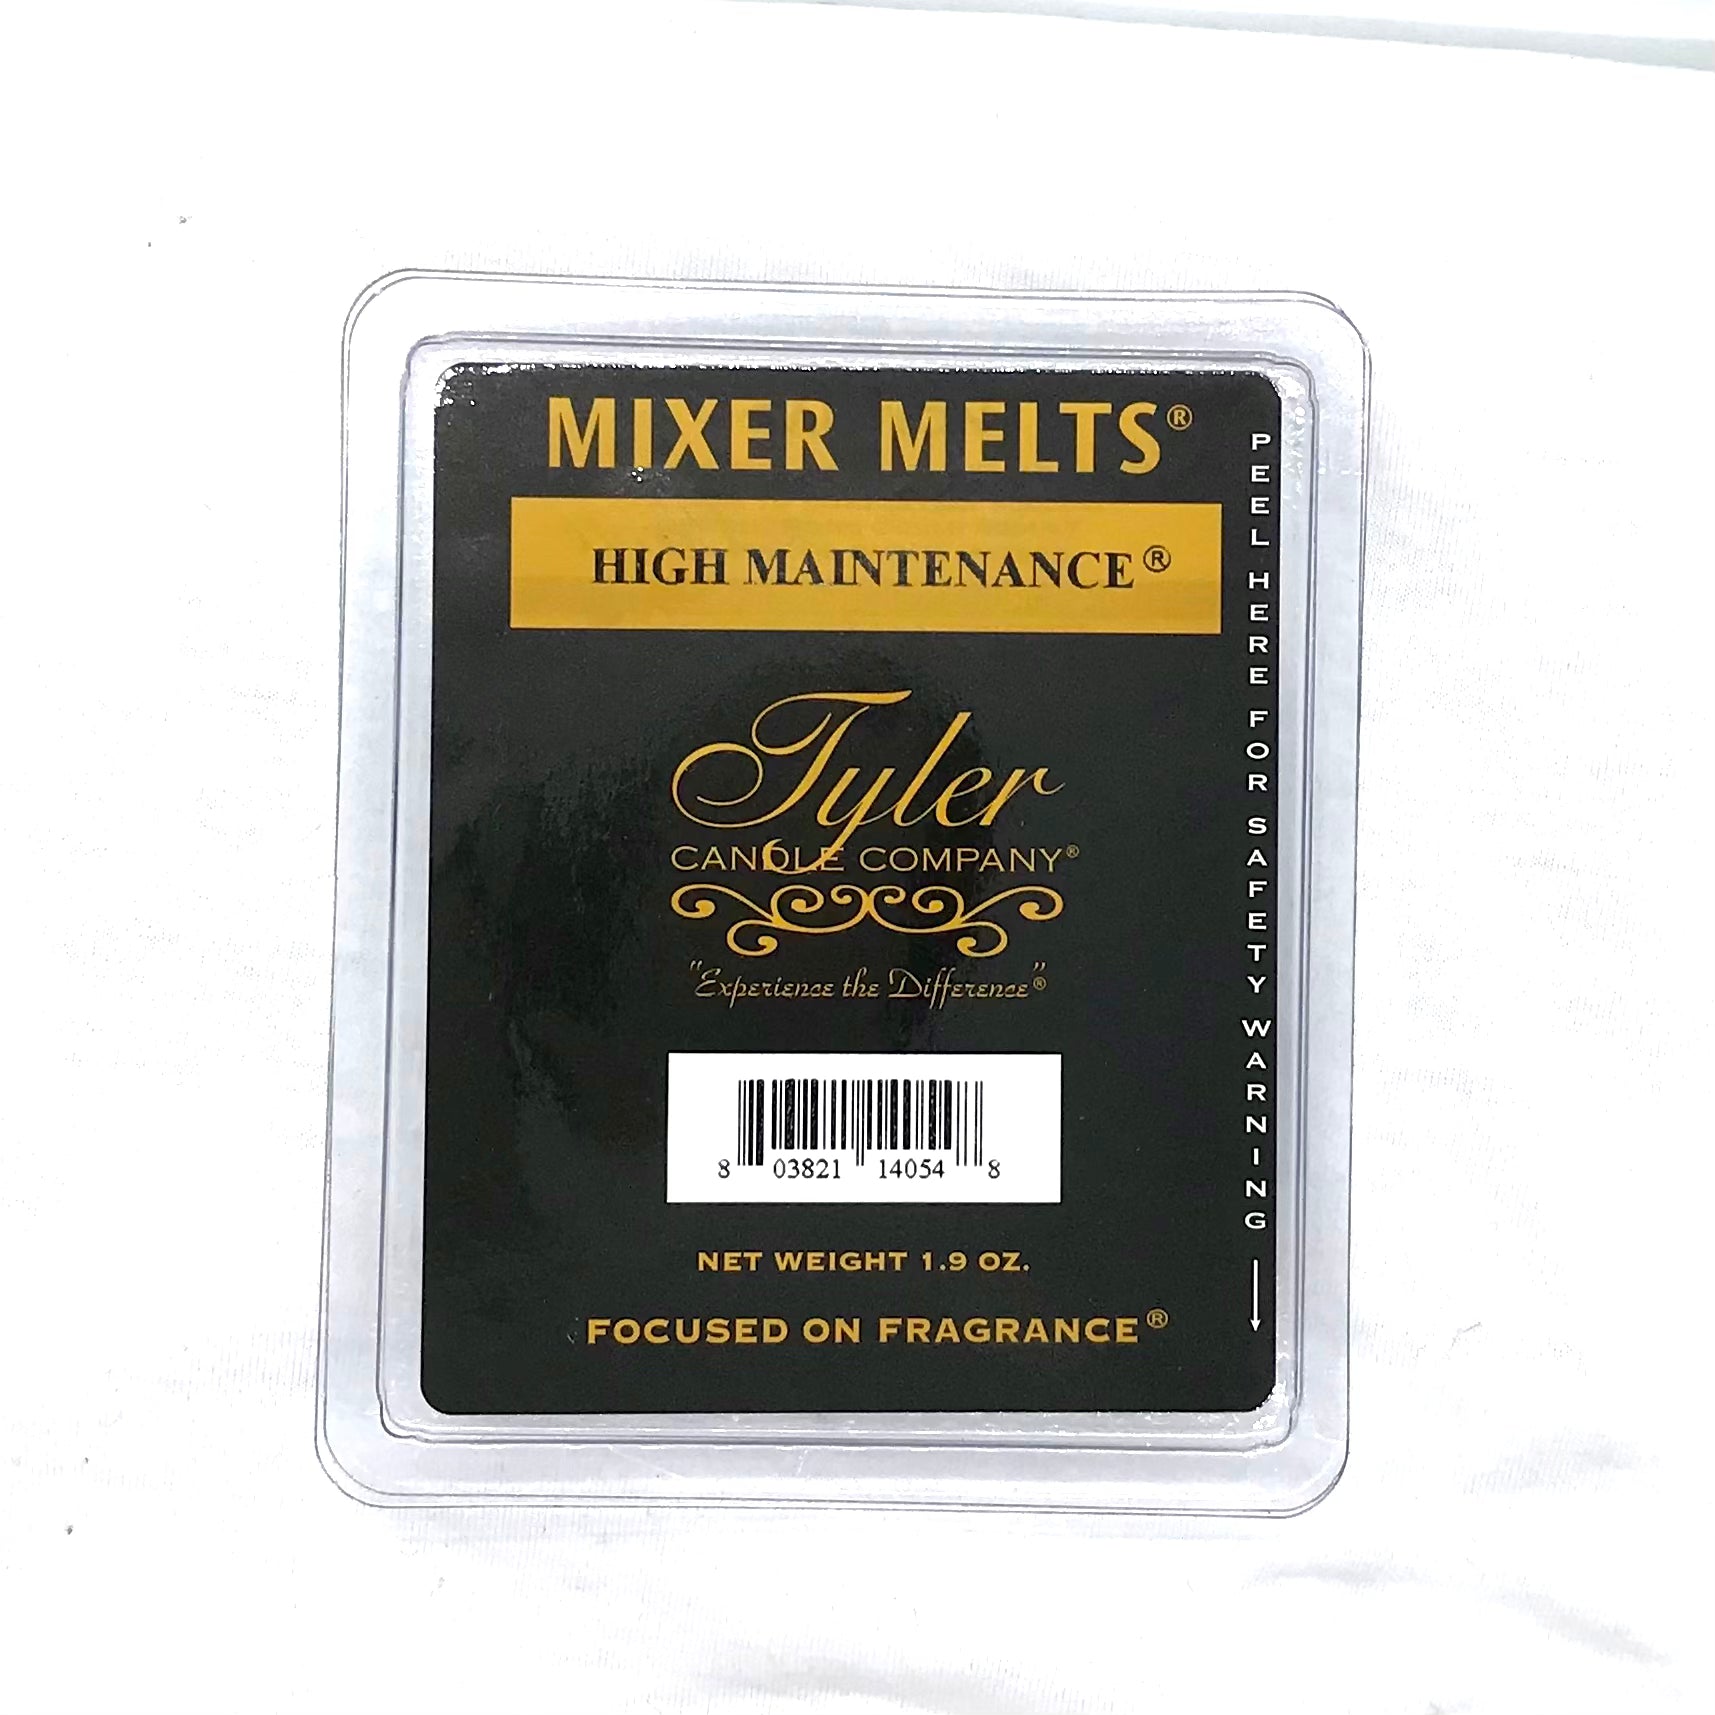 MIXER MELTS®
HIGH MAINTENANCE®
Tyler
CANDLE COMPANY®
"Experience the Difference"®
8 03821 14054 8
NET WEIGHT 1.9 OZ.
FOCUSED ON FRAGRANCE®
PEEL HERE FOR SAFETY WARNING